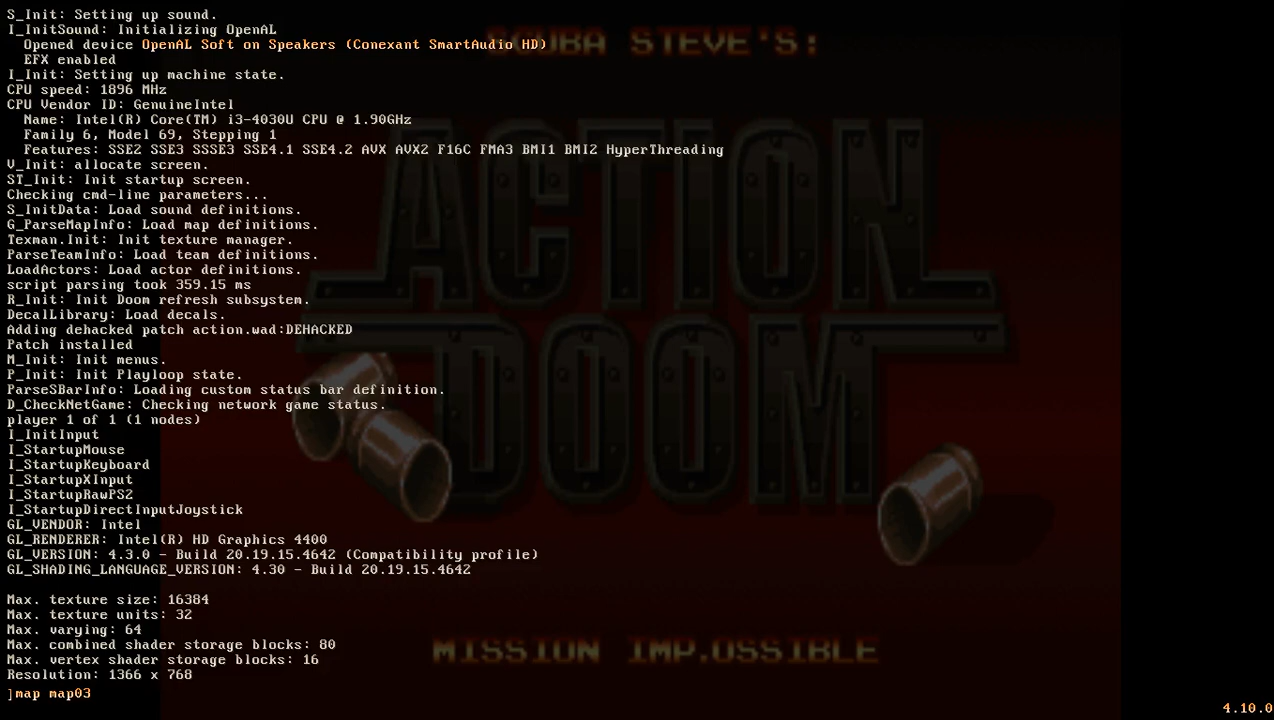 S_Init: Setting up sound.
I_InitSound: Initializing OpenAL
Opened device OpenAL Soft on Speakers (Conexant SmartAudio HD)
EFX enabled
I_Init: Setting up machine state.
CPU speed: 1896 MHz
CPU Vendor ID: GenuineIntel
Name: Intel(R) Core(TM) i3-4030U CPU @ 1.90GHz
Family 6, Model 69, Stepping 1
Features: SSE2 SSE3 SSSE3 SSE4.1 SSE4.2 AVX AVX2 F16C FMA3 BMI1 BMI2 HyperThreading
V_Init: allocate screen.
ST_Init: Init startup screen.
Checking cmd-line parameters...
S_InitData: Load sound definitions.
G_ParseMapInfo: Load map definitions.
Texman.Init: Init texture manager.
ParseTeamInfo: Load team definitions.
LoadActors: Load actor definitions.
script parsing took 359.15 ms
R_Init: Init Doom refresh subsystem.
DecalLibrary: Load decals.
Adding dehacked patch action.wad:DEHACKED
Patch installed
M_Init: Init menus.
P_Init: Init Playloop state.
ParseSBarInfo: Loading custom status bar definition.
D_CheckNetGame: Checking network game status.
player 1 of 1 (1 nodes)
I_InitInput
I_StartupMouse
I_StartupKeyboard
I_StartupXInput
I_StartupRawPS2
I_StartupDirectInputJoystick
GL_VENDOR: Intel
GL_RENDERER: Intel(R) HD Graphics 4400
GL_VERSION: 4.3.0 - Build 20.19.15.4642 (Compatibility profile)
GL_SHADING_LANGUAGE_VERSION: 4.30 - Build 20.19.15.4642
Max. texture size: 16384
Max. texture units: 32
Max. varying: 64
Max. combined shader storage blocks: 80
Max. vertex shader storage blocks: 16
Resolution: 1366 x 768
]map map03
4.10.0
SCUBA STEVE'S:
ACTION
DOOM
MISSION IMP.OSSIBLE